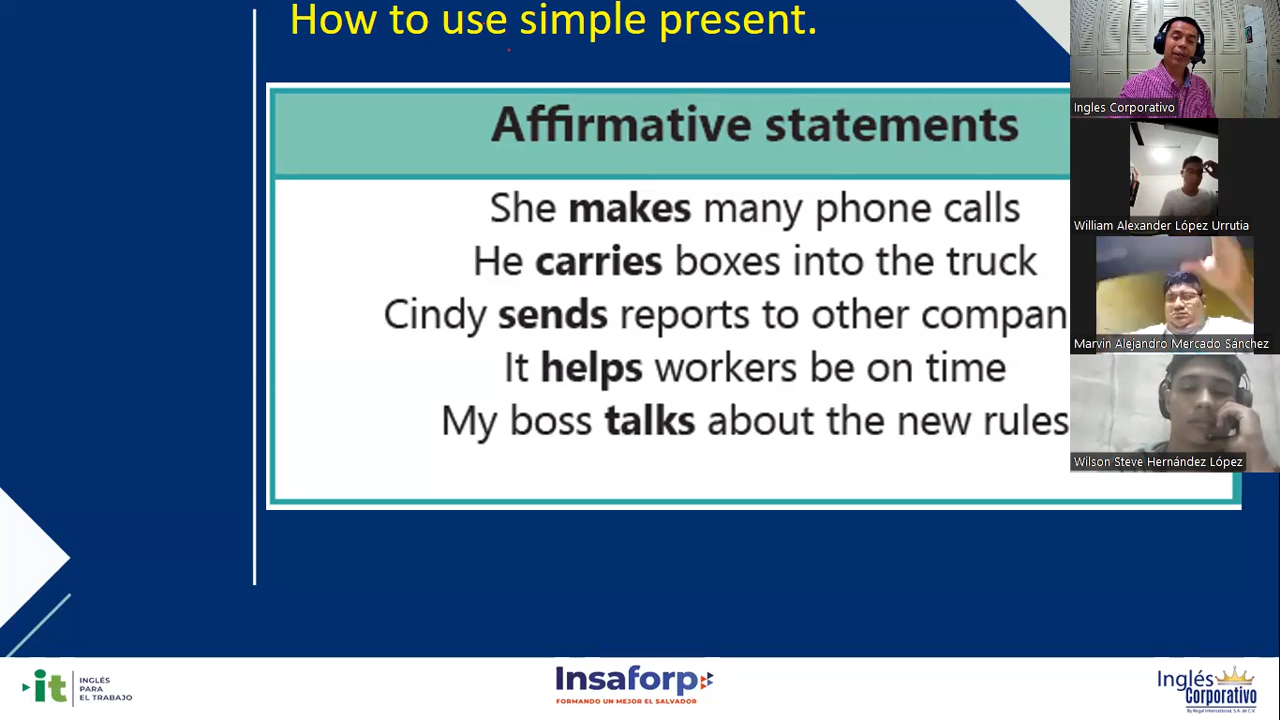 How to use simple present.
Affirmative statements
She makes many phone calls
He carries boxes into the truck
Cindy sends reports to other compan
It helps workers be on time
My boss talks about the new rules
Ingles Corporativo
William Alexander López Urrutia
Marvin Alejandro Mercado Sánchez
Wilson Steve Hernández López
it
INGLÉS
PARA
EL TRABAJO
Insaforp
FORMANDO UN MEJOR EL SALVADOR
Inglés
Corporativo
By Regal International, S.A. de C.V.